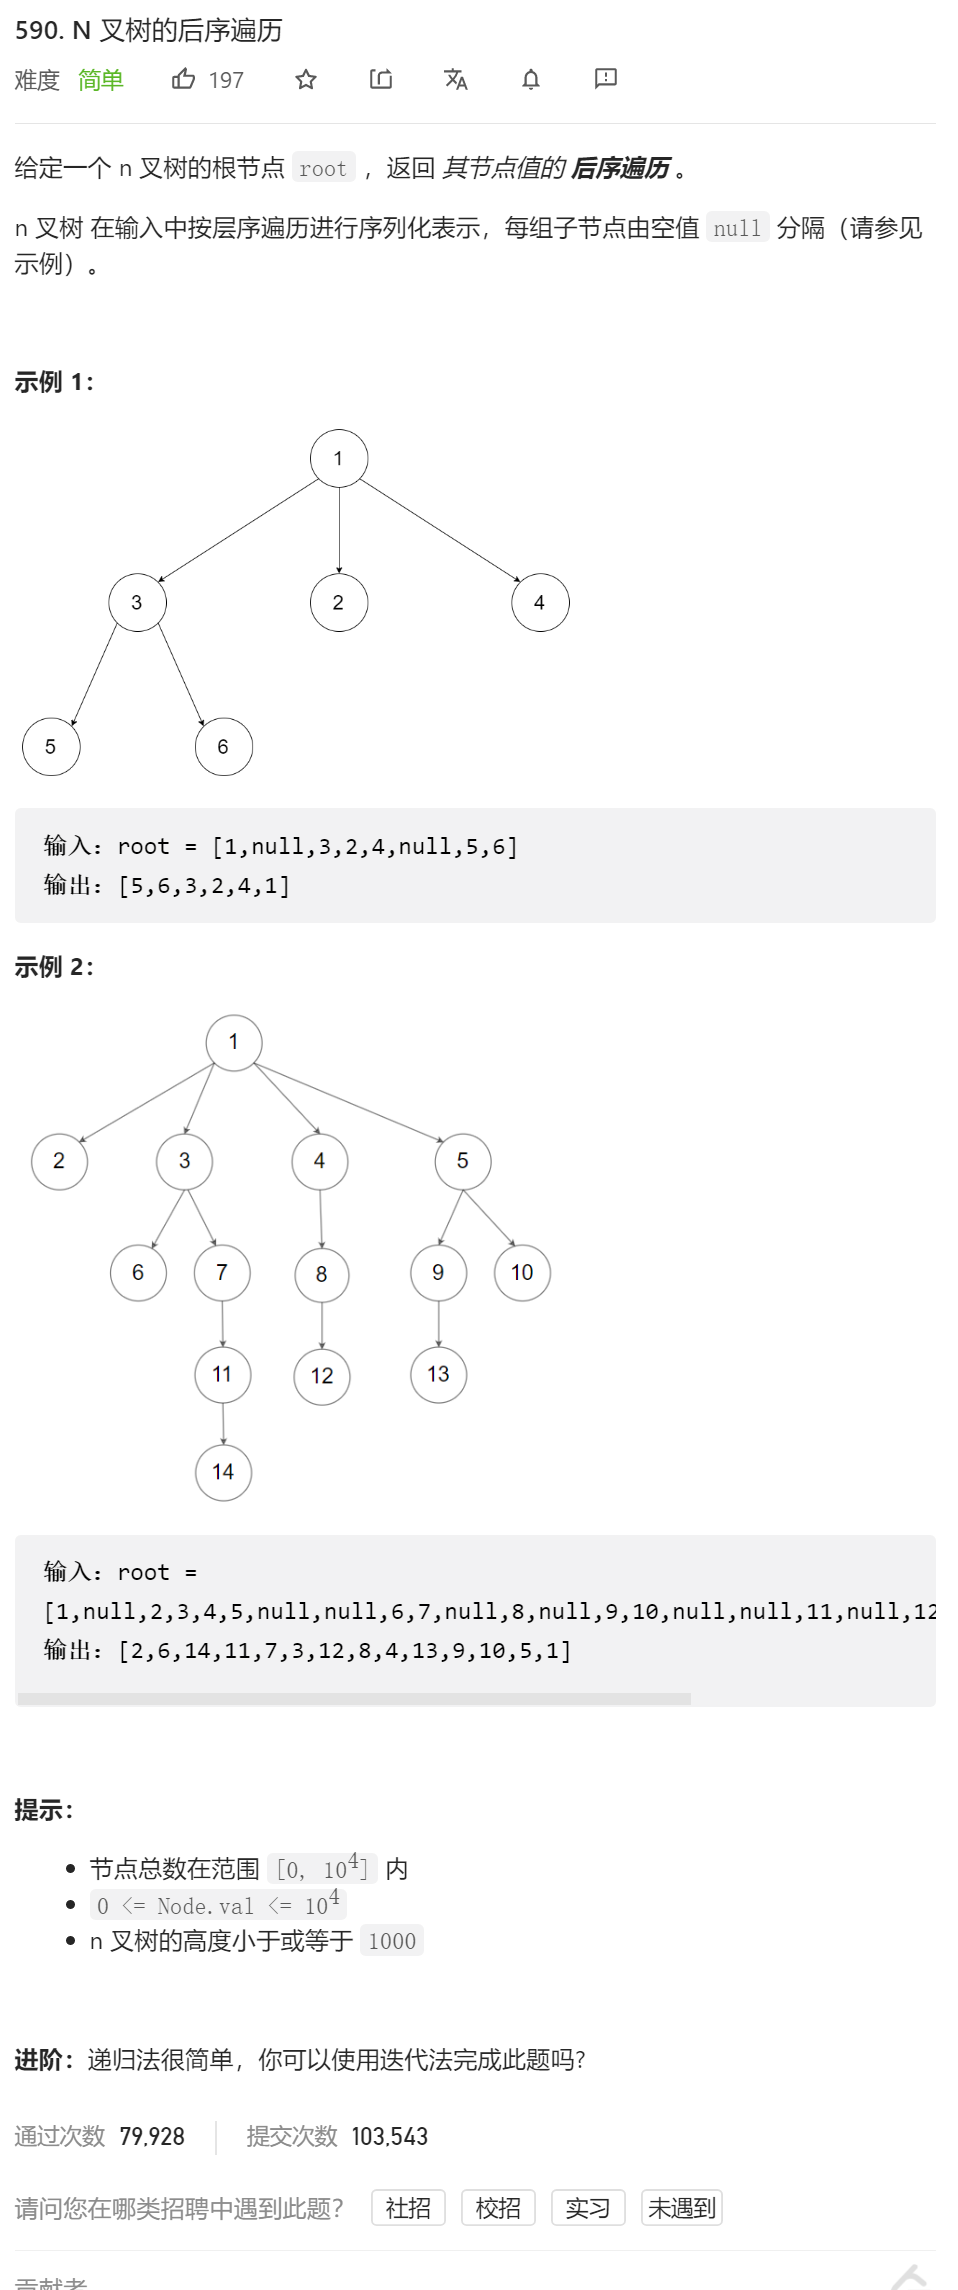 590. N 叉树的后序遍历
难度 简单 197
给定一个 n 叉树的根节点 root ，返回 其节点值的 后序遍历 。
n 叉树 在输入中按层序遍历进行序列化表示，每组子节点由空值 null 分隔（请参见
示例）。
示例 1：
1
3 2 4
5 6
输入：root = [1,null,3,2,4,null,5,6]
输出：[5,6,3,2,4,1]
示例 2：
1
2 3 4 5
6 7 8 9 10
11 12 13
14
输入：root =
[1,null,2,3,4,5,null,null,6,7,null,8,null,9,10,null,null,11,null,12
输出：[2,6,14,11,7,3,12,8,4,13,9,10,5,1]
提示：
• 节点总数在范围 [0, 10^4] 内
• 0 <= Node.val <= 10^4
• n 叉树的高度小于或等于 1000
进阶：递归法很简单，你可以使用迭代法完成此题吗?
通过次数 79,928 提交次数 103,543
请问您在哪类招聘中遇到此题？ 社招 校招 实习 未遇到
贡献者